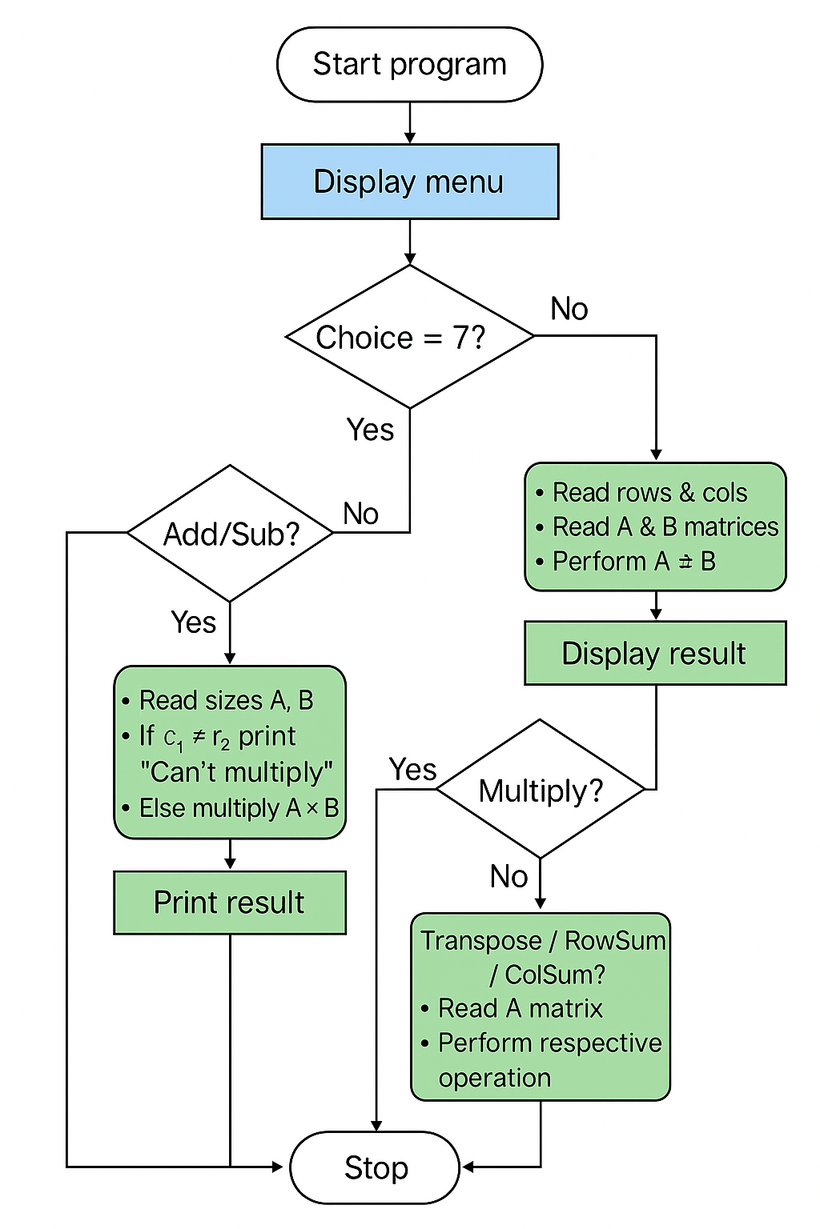 Start program
Display menu
Choice = 7?
No
Yes
Add/Sub?
No
Yes
• Read rows & cols
• Read A & B matrices
• Perform A B
Display result
• Read sizes A, B
• If c₁ ≠ r₂ print
"Can't multiply"
• Else multiply A × B
Print result
Multiply?
Yes
No
Transpose / RowSum
/ ColSum?
• Read A matrix
• Perform respective
operation
Stop